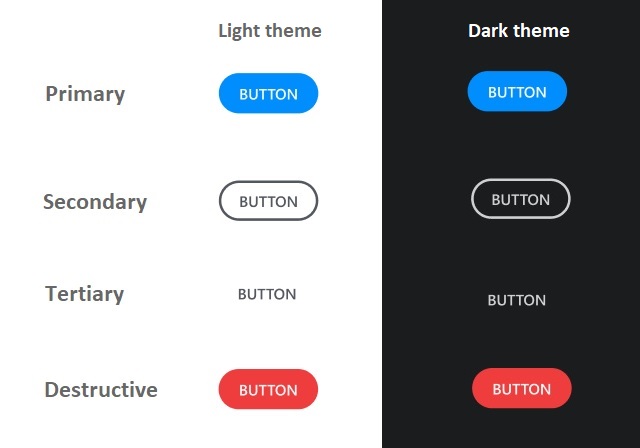 Light theme
Dark theme
Primary
BUTTON
BUTTON
Secondary
BUTTON
BUTTON
Tertiary
BUTTON
BUTTON
Destructive
BUTTON
BUTTON